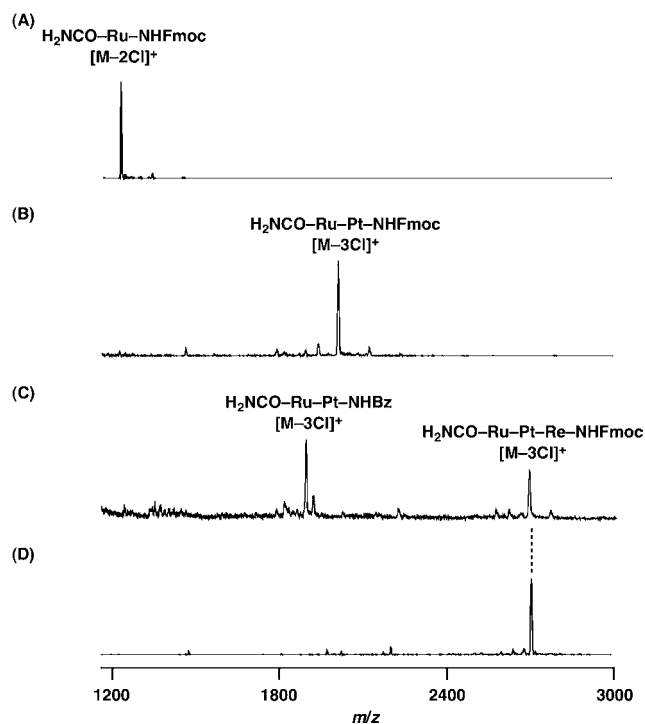 (A)
H₂NCO–Ru–NHFmoc
[M–2Cl]⁺
(B)
H₂NCO–Ru–Pt–NHFmoc
[M–3Cl]⁺
(C)
H₂NCO–Ru–Pt–NHBz
[M–3Cl]⁺
H₂NCO–Ru–Pt–Re–NHFmoc
[M–3Cl]⁺
(D)
1200 1800 2400 3000
m/z